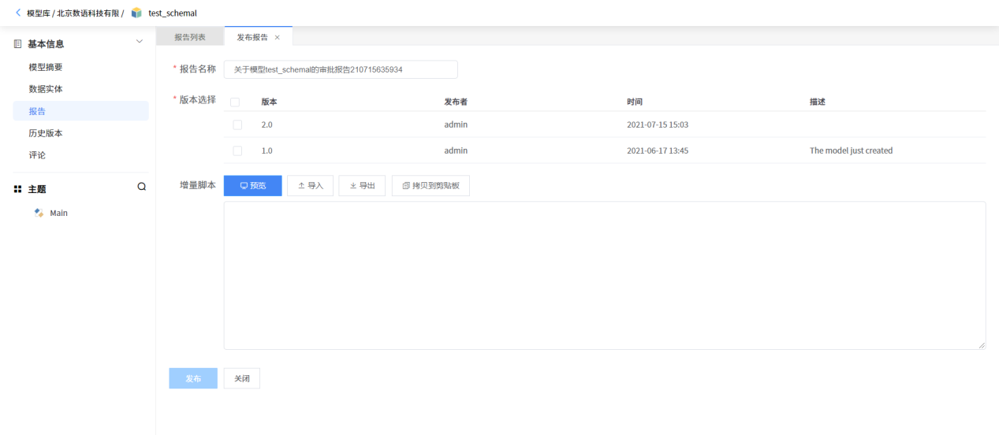 模型库 / 北京数语科技有限 / test_schemal
基本信息
模型摘要
数据实体
报告
历史版本
评论
主题
Main
报告列表 发布报告 ×
* 报告名称 关于模型test_schemal的审批报告210715635934
* 版本选择 版本 发布者 时间 描述
2.0 admin 2021-07-15 15:03
1.0 admin 2021-06-17 13:45 The model just created
增量脚本 预览 导入 导出 拷贝到剪贴板
发布 关闭